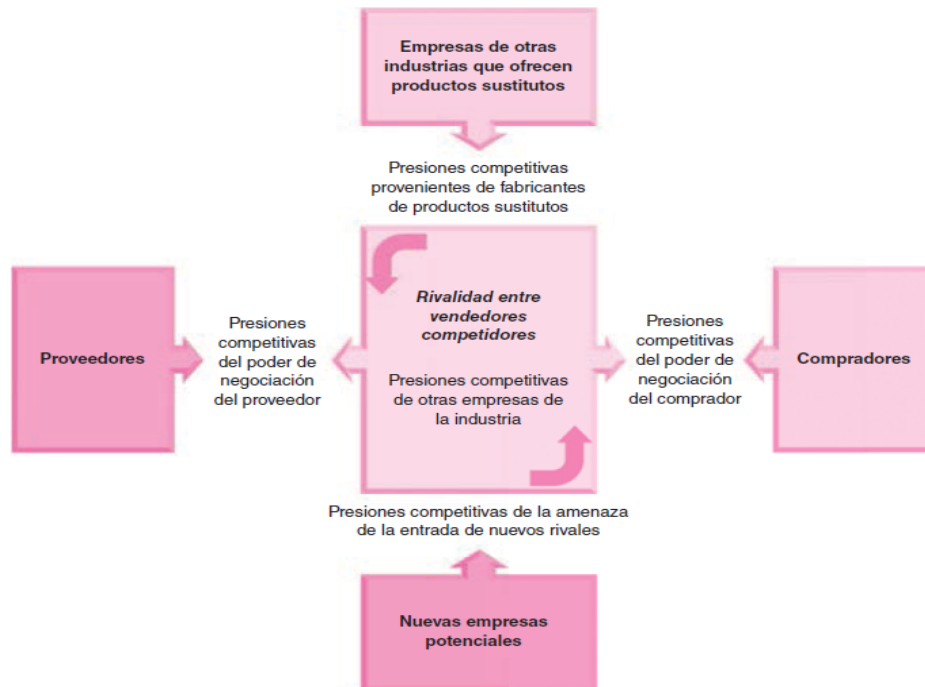 Empresas de otras
industrias que ofrecen
productos sustitutos
Presiones competitivas
provenientes de fabricantes
de productos sustitutos
Proveedores
Presiones
competitivas
del poder de
negociación
del proveedor
Rivalidad entre
vendedores
competidores
Presiones competitivas
de otras empresas de
la industria
Presiones
competitivas
del poder de
negociación
del comprador
Compradores
Presiones competitivas de la amenaza
de la entrada de nuevos rivales
Nuevas empresas
potenciales